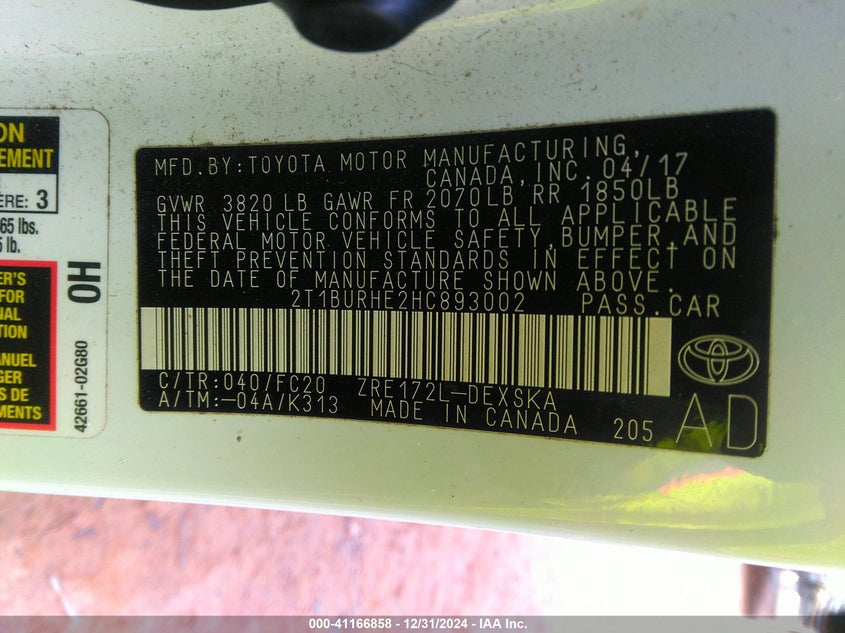 MFD.BY:TOYOTA MOTOR MANUFACTURING,
CANADA,INC. 04/17
GVWR 3820 LB GAWR FR 2070LB RR 1850LB
THIS VEHICLE CONFORMS TO ALL APPLICABLE
FEDERAL MOTOR VEHICLE SAFETY,BUMPER,AND
THEFT PREVENTION STANDARDS IN EFFECT ON
THE DATE OF MANUFACTURE SHOWN ABOVE.
2T1BURHE2HC893002 PASS.CAR
C/TR:040/FC20 ZRE172L-DEXSKA
A/TM:-04A/K313 MADE IN CANADA 205
AD
ON
EMENT
ÈRE: 3
65 lbs.
lb.
ER'S
FOR
NAL
TION
ANUEL
GER
S DE
EMENTS.
OH
42661-02G80
000-41166858 - 12/31/2024 - IAA Inc.